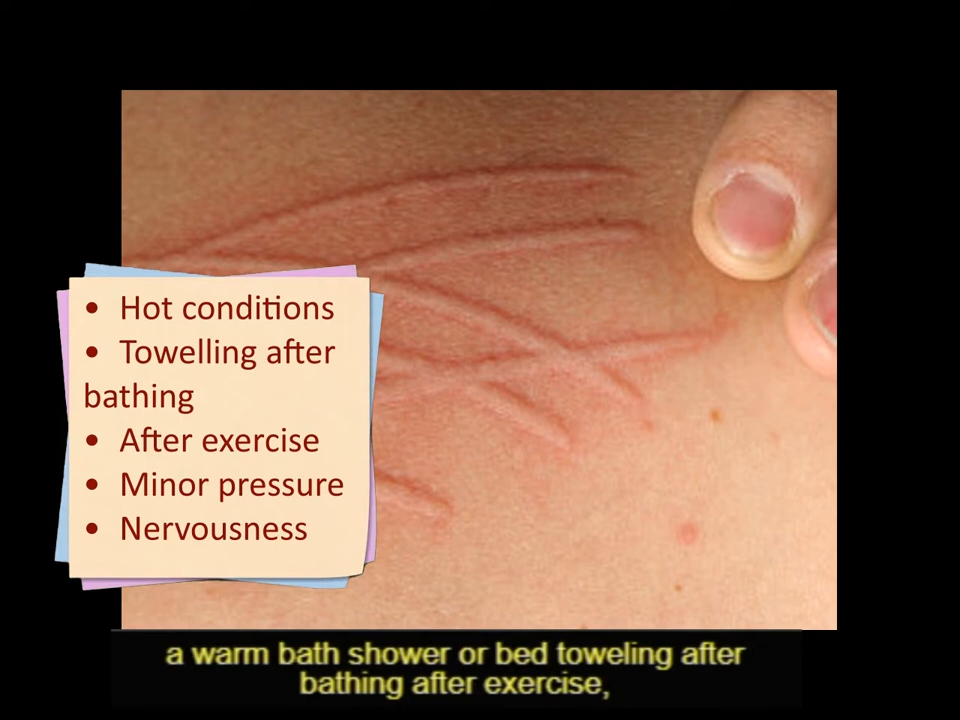 • Hot conditions
• Towelling after
bathing
• After exercise
• Minor pressure
• Nervousness
a warm bath shower or bed toweling after
bathing after exercise,